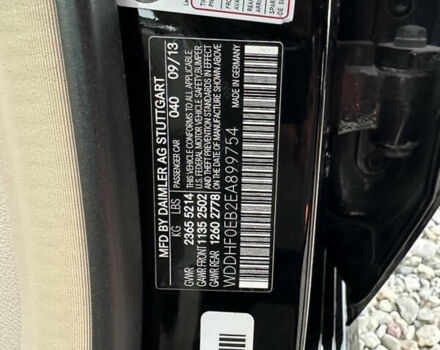 MFD BY DAIMLER AG STUTTGART
KG LBS PASSENGER CAR 040 09/13
GVWR 2365 5214 THIS VEHICLE CONFORMS TO ALL APPLICABLE
GAWR FRONT 1135 2502 U.S. FEDERAL MOTOR VEHICLE SAFETY/BUMPER/
GAWR REAR 1260 2778 AND THEFT PREVENTION STANDARDS IN EFFECT
ON THE DATE OF MANUFACTURE SHOWN ABOVE
WDDHF0EB2EA899754 MADE IN GERMANY